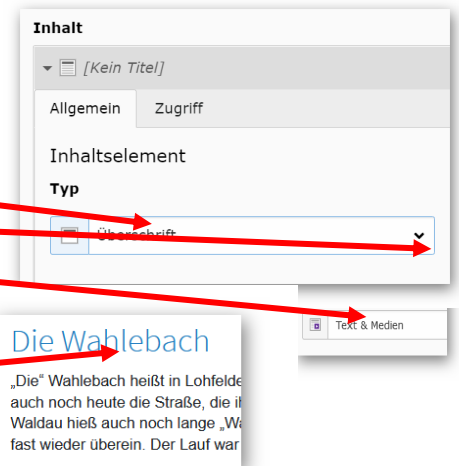 Inhalt
[Kein Titel]
Allgemein Zugriff
Inhaltselement
Typ
Überschrift
Text & Medien
Die Wahlebach
„Die“ Wahlebach heißt in Lohfelde
auch noch heute die Straße, die
Waldau hieß auch noch lange
fast wieder überein. Der Lauf war